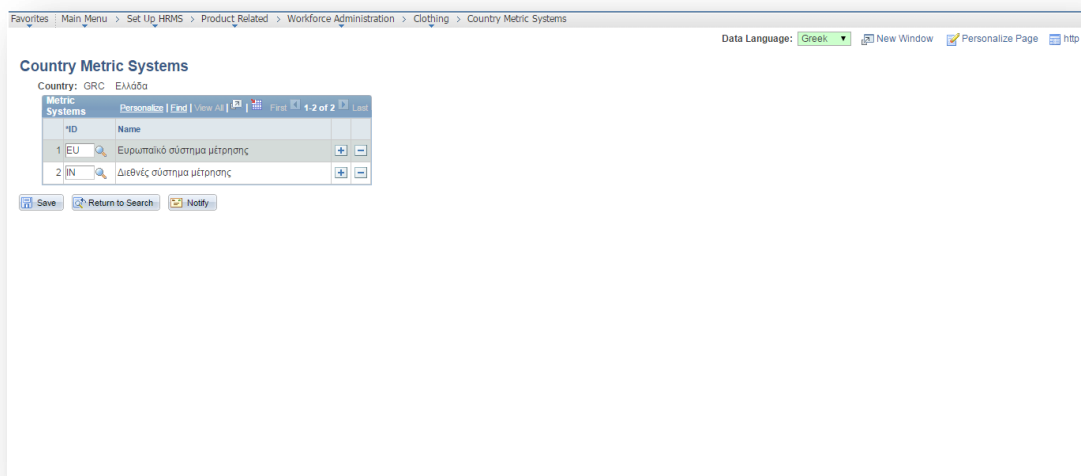 Favorites Main Menu > Set Up HRMS > Product Related > Workforce Administration > Clothing > Country Metric Systems
Data Language: Greek New Window Personalize Page http
Country Metric Systems
Country: GRC Ελλάδα
Metric Systems Personalize | Find | View All | | First 1-2 of 2 Last
*ID Name
1 EU Ευρωπαϊκό σύστημα μέτρησης
2 IN Διεθνές σύστημα μέτρησης
Save Return to Search Notify